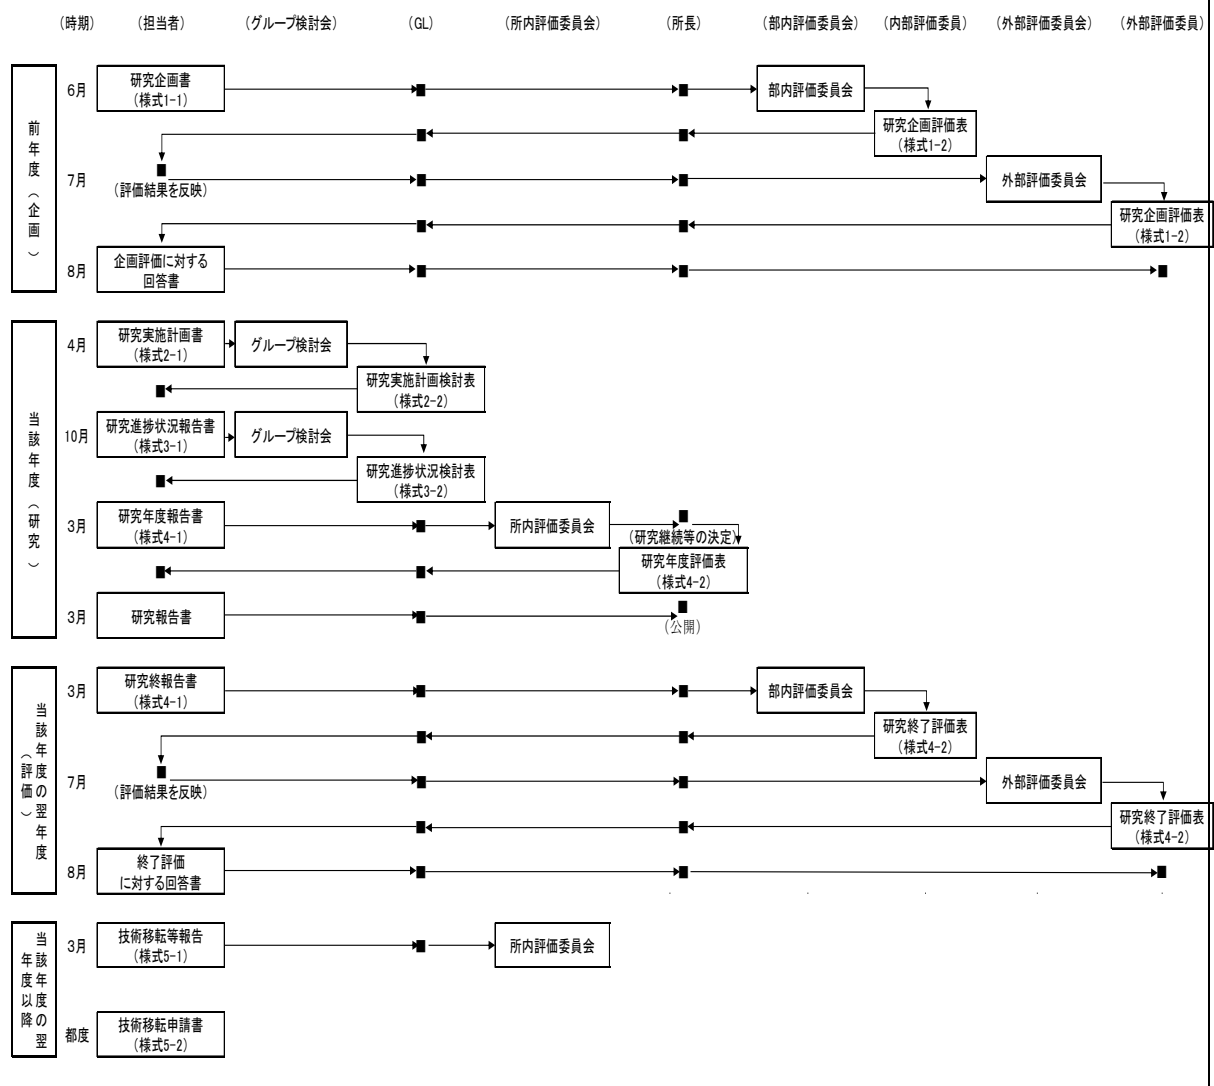 （時期）
（担当者）
（グループ検討会）
（GL）
（所内評価委員会）
（所長）
（部内評価委員会）
（内部評価委員）
（外部評価委員会）
（外部評価委員）
前年度（企画）
6月
研究企画書
（様式1-1）
部内評価委員会
研究企画評価表
（様式1-2）
7月
（評価結果を反映）
外部評価委員会
研究企画評価表
（様式1-2）
8月
企画評価に対する
回答書
当該年度（研究）
4月
研究実施計画書
（様式2-1）
グループ検討会
研究実施計画検討表
（様式2-2）
10月
研究進捗状況報告書
（様式3-1）
グループ検討会
研究進捗状況検討表
（様式3-2）
3月
研究年度報告書
（様式4-1）
所内評価委員会
（研究継続等の決定）
研究年度評価表
（様式4-2）
3月
研究報告書
（公開）
当該年度の翌年度
（評価）
3月
研究終報告書
（様式4-1）
部内評価委員会
研究終了評価表
（様式4-2）
7月
（評価結果を反映）
外部評価委員会
研究終了評価表
（様式4-2）
8月
終了評価
に対する回答書
当該年度の翌
年度以降
3月
技術移転等報告
（様式5-1）
所内評価委員会
都度
技術移転申請書
（様式5-2）